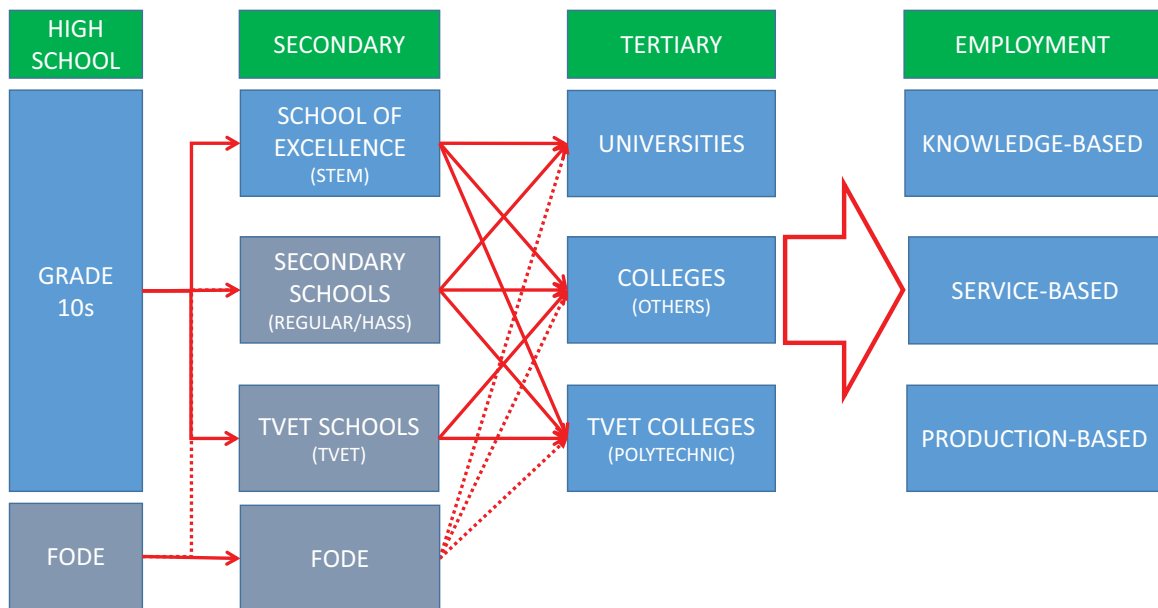 HIGH
SCHOOL
SECONDARY
TERTIARY
EMPLOYMENT
GRADE
10s
FODE
SCHOOL OF
EXCELLENCE
(STEM)
SECONDARY
SCHOOLS
(REGULAR/HASS)
TVET SCHOOLS
(TVET)
FODE
UNIVERSITIES
COLLEGES
(OTHERS)
TVET COLLEGES
(POLYTECHNIC)
KNOWLEDGE-BASED
SERVICE-BASED
PRODUCTION-BASED